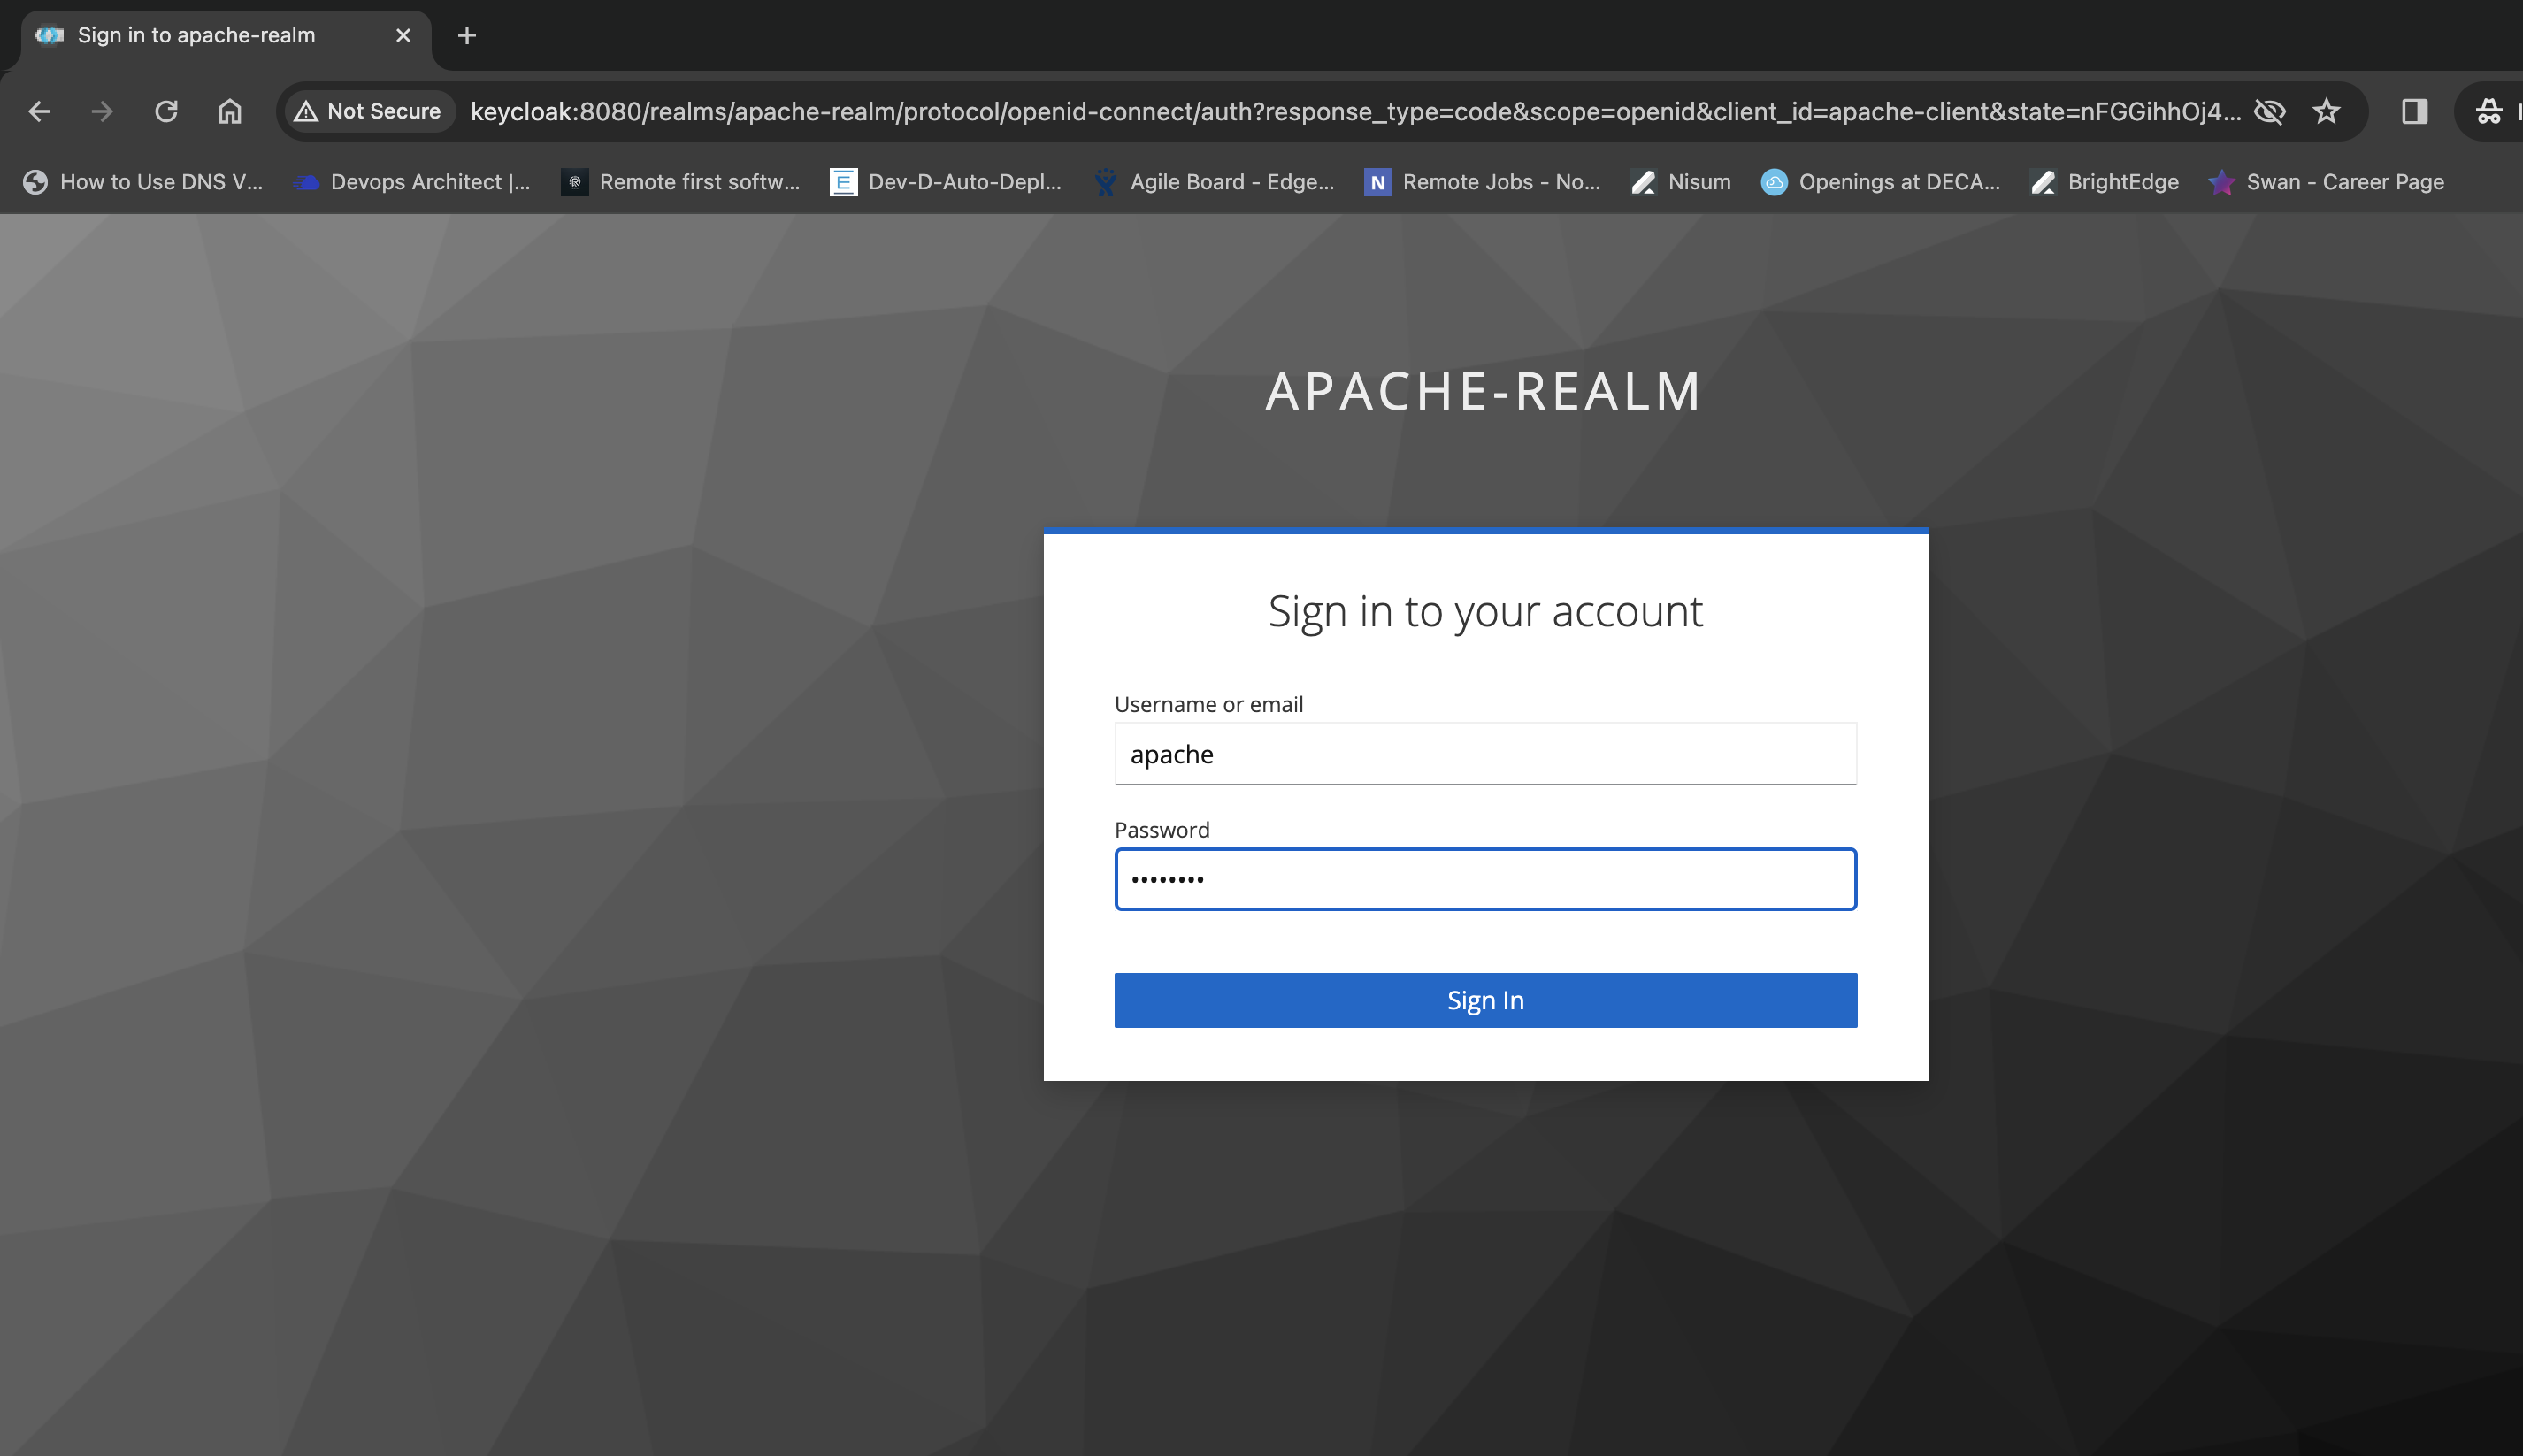 Sign in to apache-realm
Not Secure keycloak:8080/realms/apache-realm/protocol/openid-connect/auth?response_type=code&scope=openid&client_id=apache-client&state=nFGGihhOj4...
How to Use DNS V... Devops Architect |... Remote first softw... E Dev-D-Auto-Depl... Agile Board - Edge... N Remote Jobs - No... Nisum Openings at DECA... BrightEdge Swan - Career Page
APACHE-REALM
Sign in to your account
Username or email
apache
Password
••••••••
Sign In